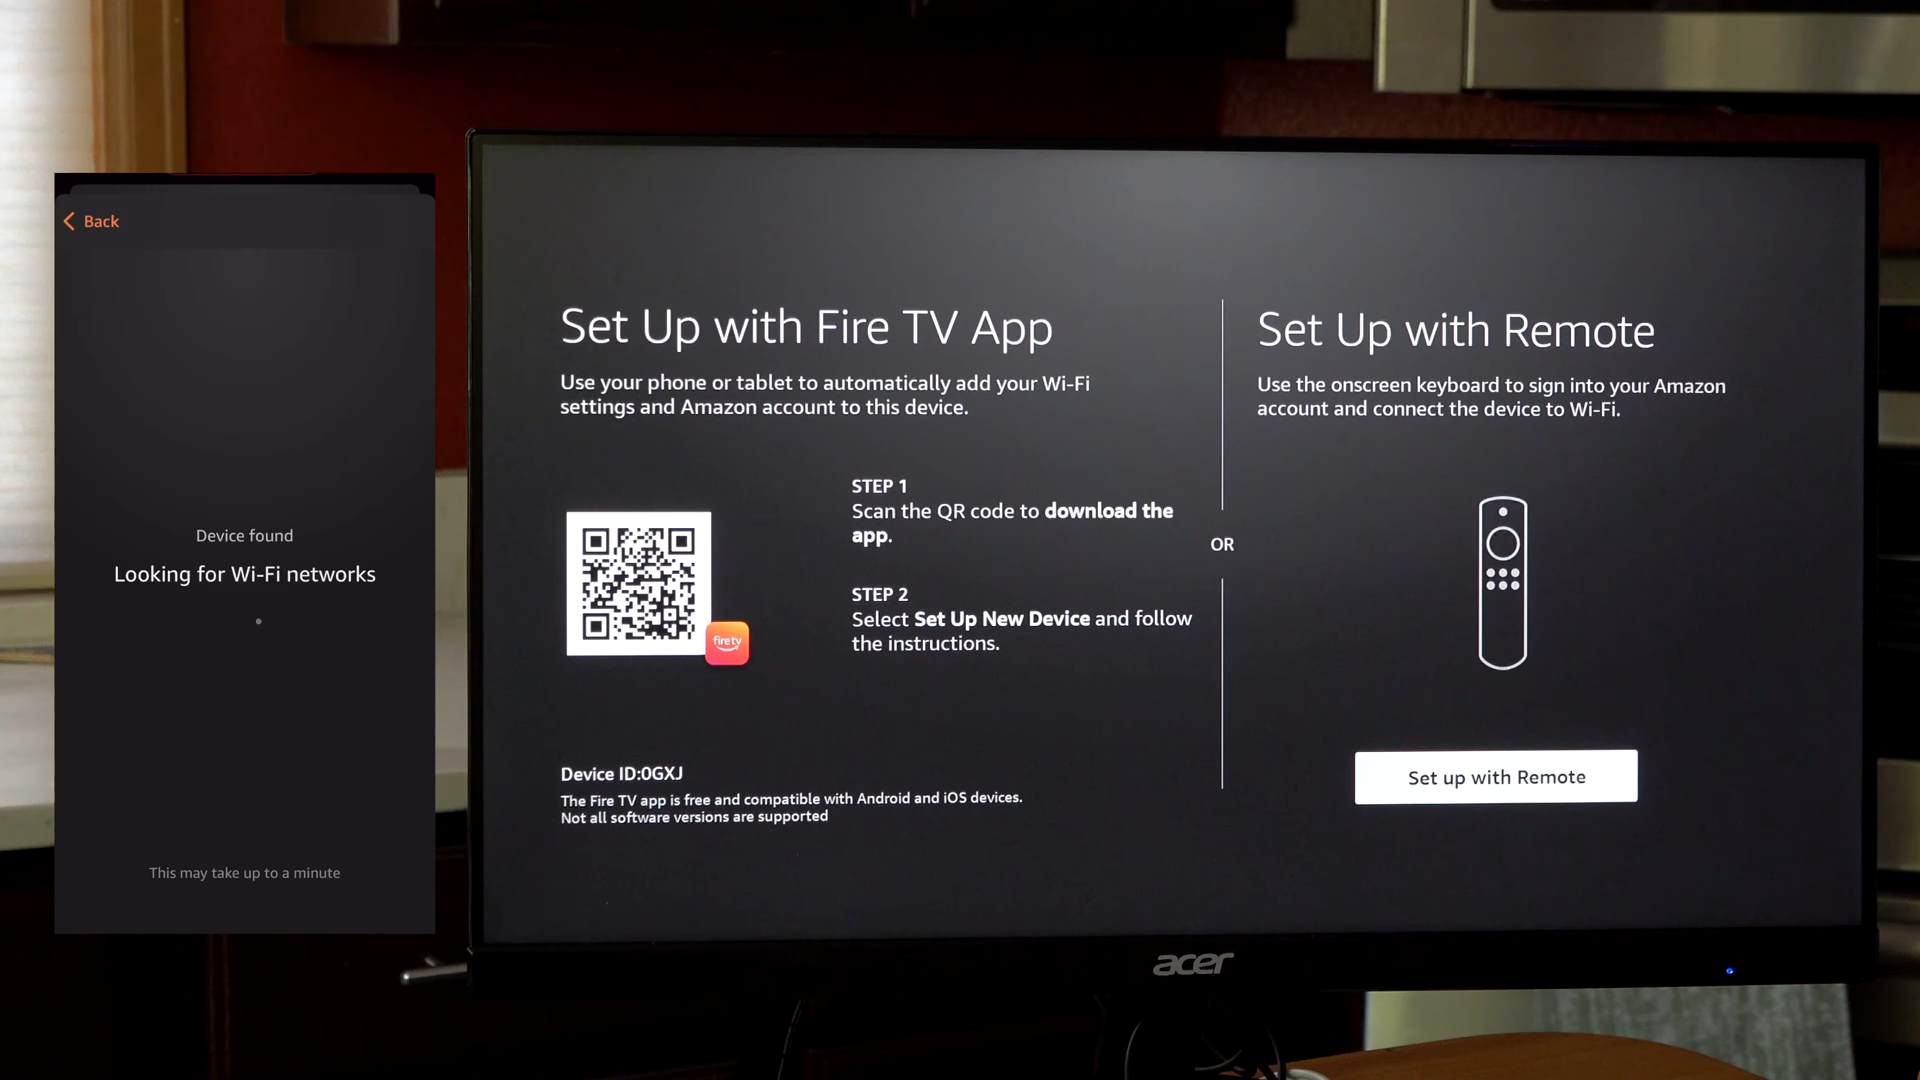 Back
Device found
Looking for Wi-Fi networks
This may take up to a minute
Set Up with Fire TV App
Use your phone or tablet to automatically add your Wi-Fi
settings and Amazon account to this device.
STEP 1
Scan the QR code to download the
app.
STEP 2
Select Set Up New Device and follow
the instructions.
fire tv
Device ID:0GXJ
The Fire TV app is free and compatible with Android and iOS devices.
Not all software versions are supported
OR
Set Up with Remote
Use the onscreen keyboard to sign into your Amazon
account and connect the device to Wi-Fi.
Set up with Remote
acer